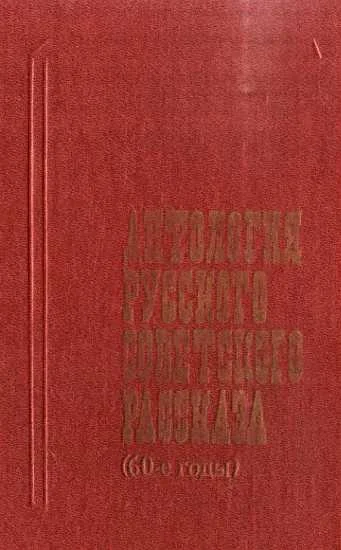 АНТОЛОГИЯ
РУССКОГО
СОВЕТСКОГО
РАССКАЗА
(60-е годы)